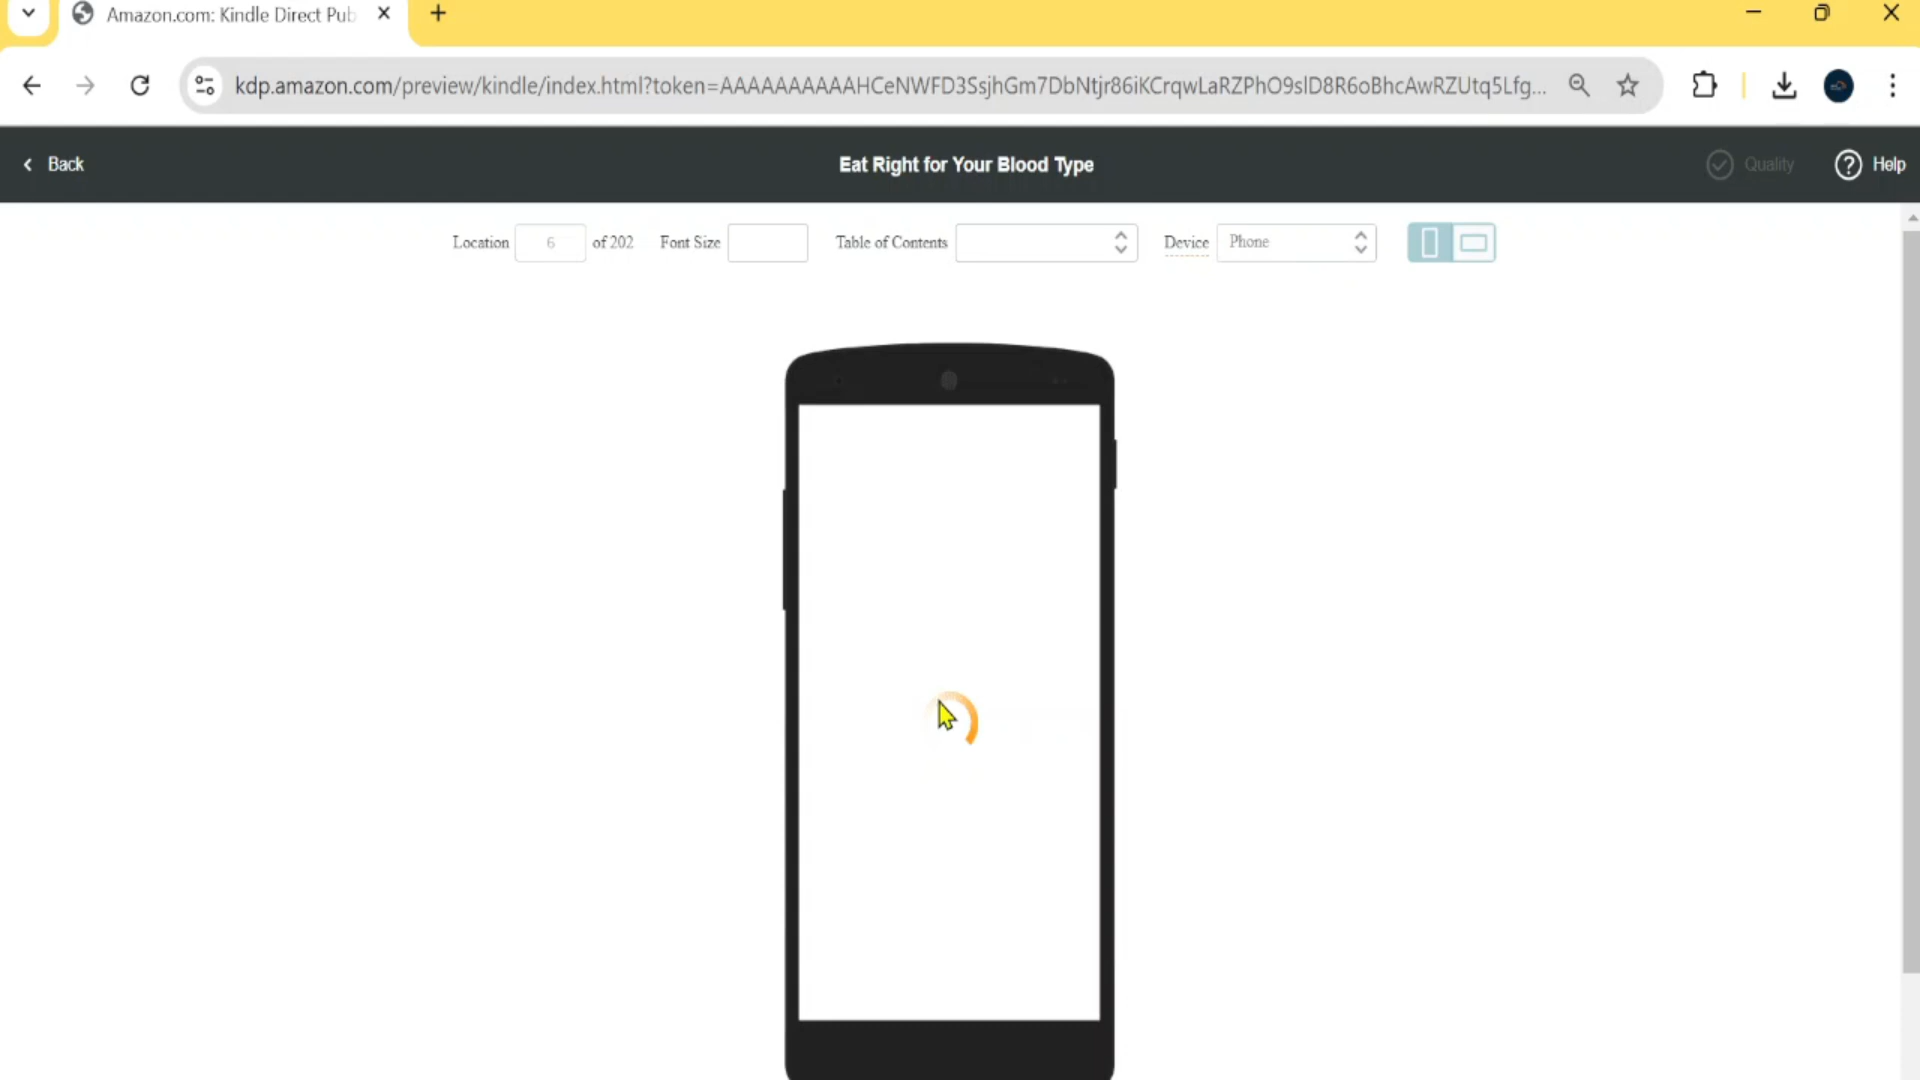 Amazon.com: Kindle Direct Pub
kdp.amazon.com/preview/kindle/index.html?token=AAAAAAAAAAHCeNWFD3SsjhGm7DbNtjr86iKCrqwLaRZPhO9slD8R6oBhcAwRZUtq5Lfg...
Back
Eat Right for Your Blood Type
Quality
Help
Location 6 of 202 Font Size Table of Contents Device Phone